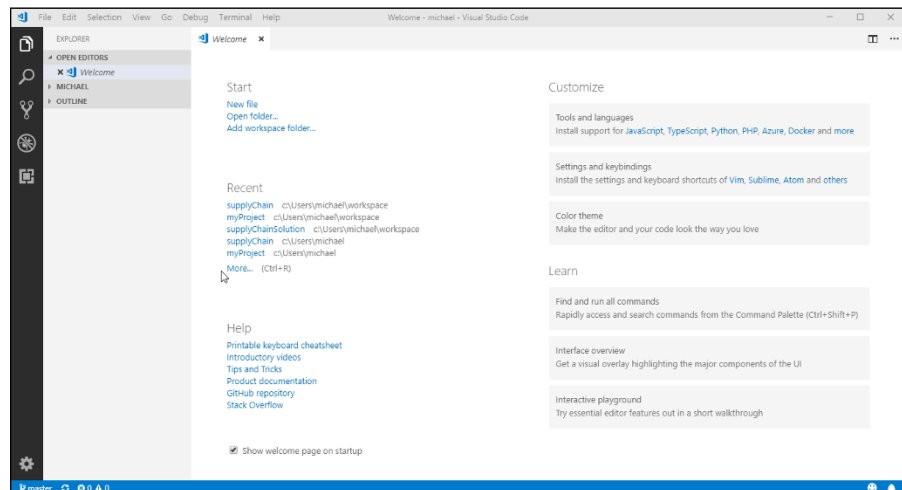 File Edit Selection View Go Debug Terminal Help
Welcome - michael - Visual Studio Code
EXPLORER
OPEN EDITORS
Welcome
MICHAEL
OUTLINE
Welcome
Start
New file
Open folder...
Add workspace folder...
Recent
supplyChain c:\Users\michael\workspace
myProject c:\Users\michael\workspace
supplyChainSolution c:\Users\michael\workspace
supplyChain c:\Users\michael
myProject c:\Users\michael
More... (Ctrl+R)
Help
Printable keyboard cheatsheet
Introductory videos
Tips and Tricks
Product documentation
GitHub repository
Stack Overflow
Show welcome page on startup
Customize
Tools and languages
Install support for JavaScript, TypeScript, Python, PHP, Azure, Docker and more
Settings and keybindings
Install the settings and keyboard shortcuts of Vim, Sublime, Atom and others
Color theme
Make the editor and your code look the way you love
Learn
Find and run all commands
Rapidly access and search commands from the Command Palette (Ctrl+Shift+P)
Interface overview
Get a visual overlay highlighting the major components of the UI
Interactive playground
Try essential editor features out in a short walkthrough
master 0 0